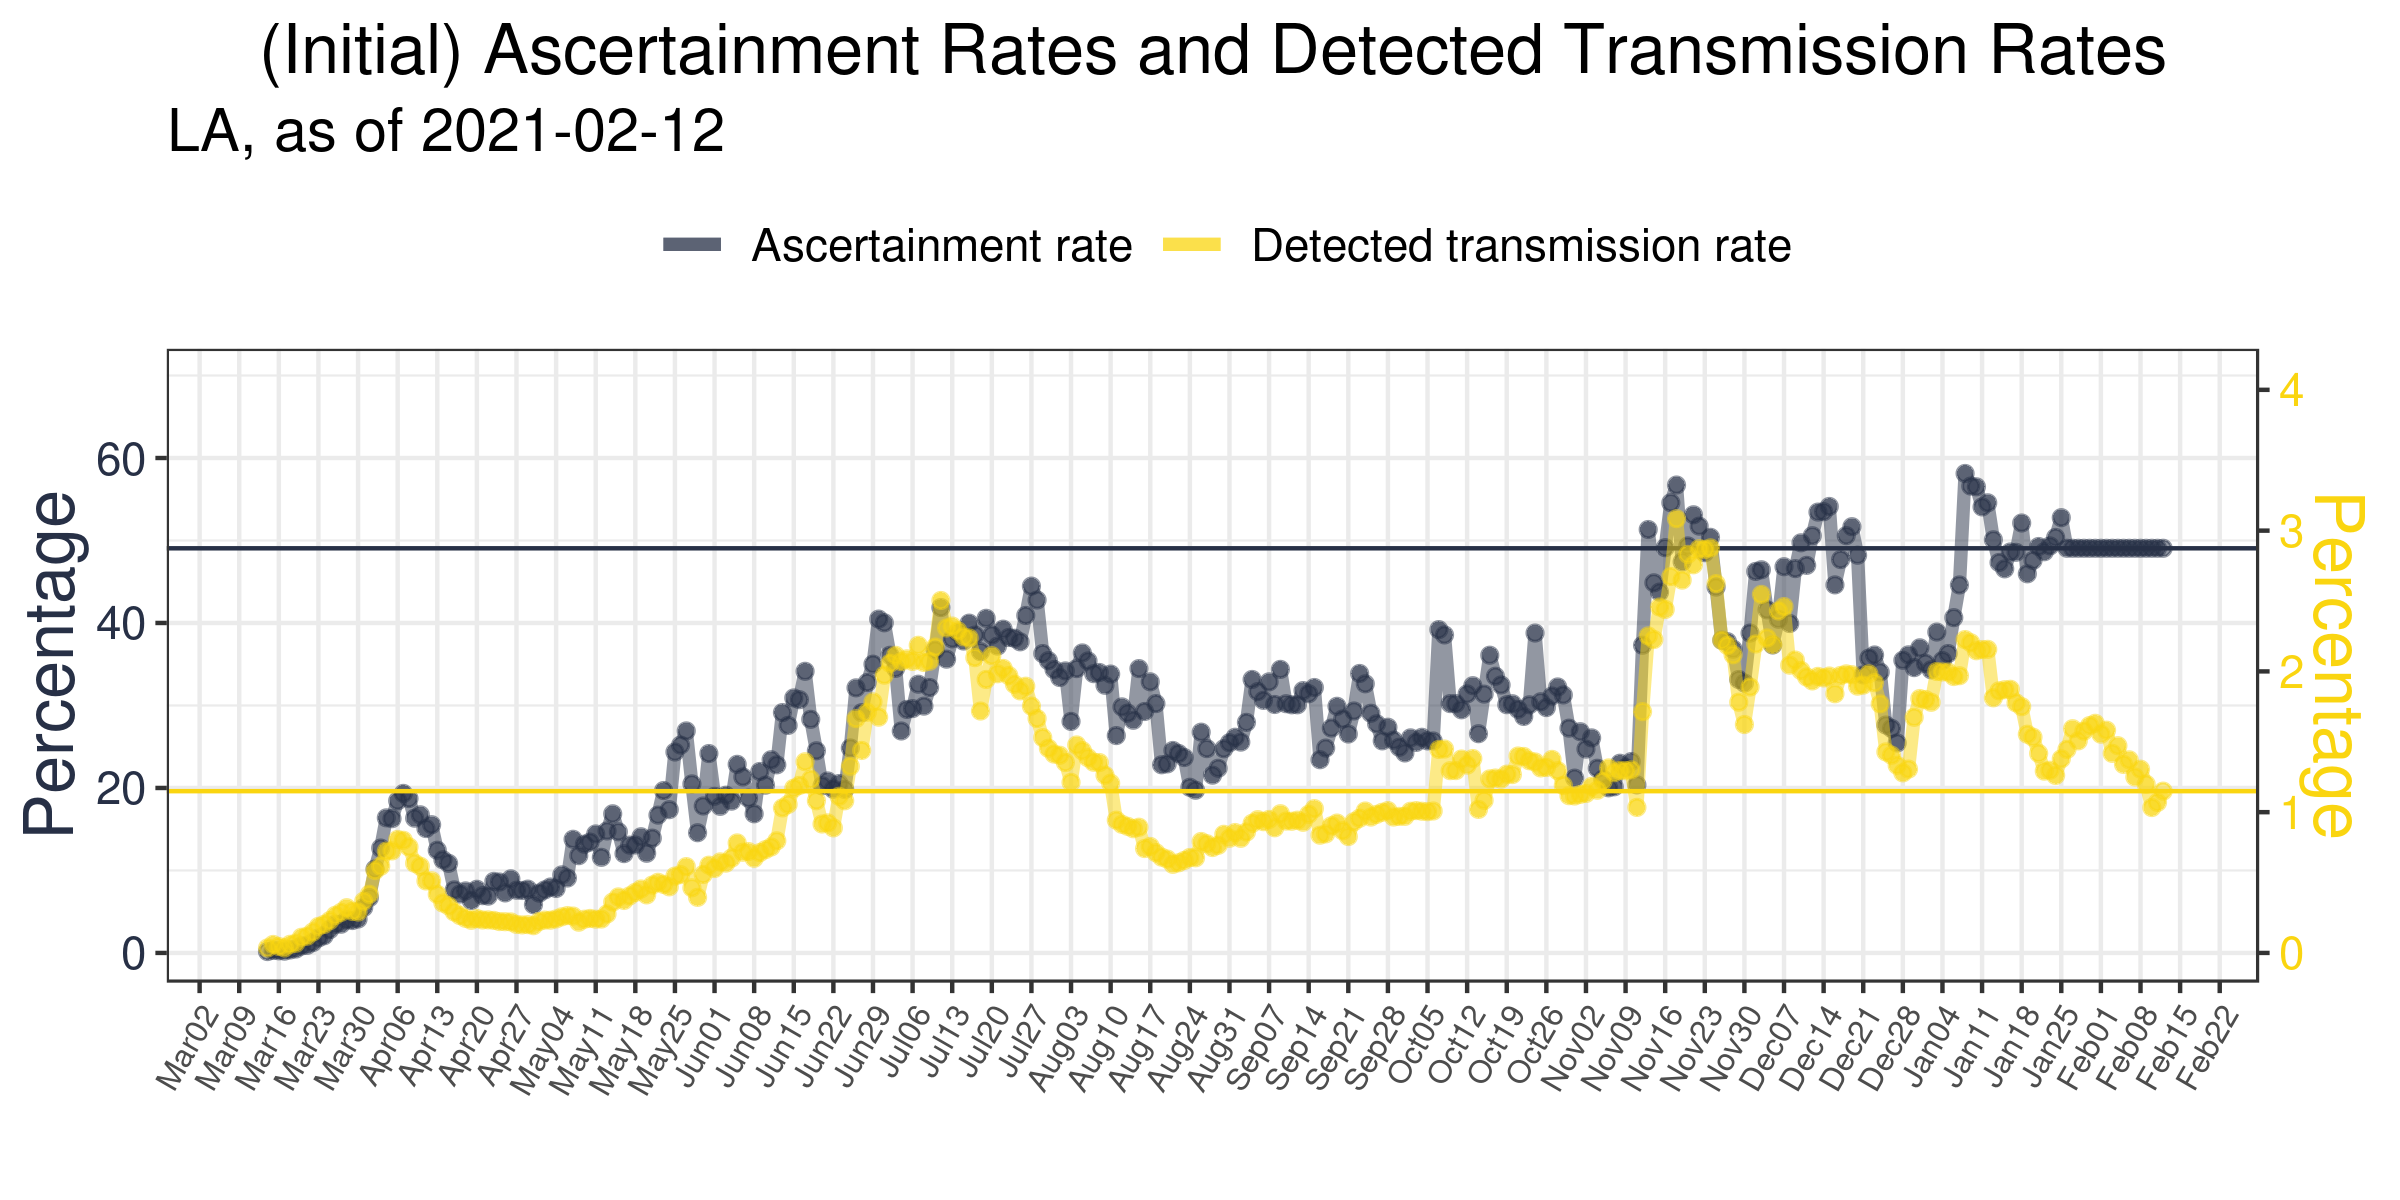 (Initial) Ascertainment Rates and Detected Transmission Rates
LA, as of 2021-02-12
Ascertainment rate Detected transmission rate
Percentage
60
40
20
0
4
3
2
1
0
Percentage
Mar02 Mar09 Mar16 Mar23 Mar30 Apr06 Apr13 Apr20 Apr27 May04 May11 May18 May25 Jun01 Jun08 Jun15 Jun22 Jun29 Jul06 Jul13 Jul20 Jul27 Aug03 Aug10 Aug17 Aug24 Aug31 Sep07 Sep14 Sep21 Sep28 Oct05 Oct12 Oct19 Oct26 Nov02 Nov09 Nov16 Nov23 Nov30 Dec07 Dec14 Dec21 Dec28 Jan04 Jan11 Jan18 Jan25 Feb01 Feb08 Feb15 Feb22